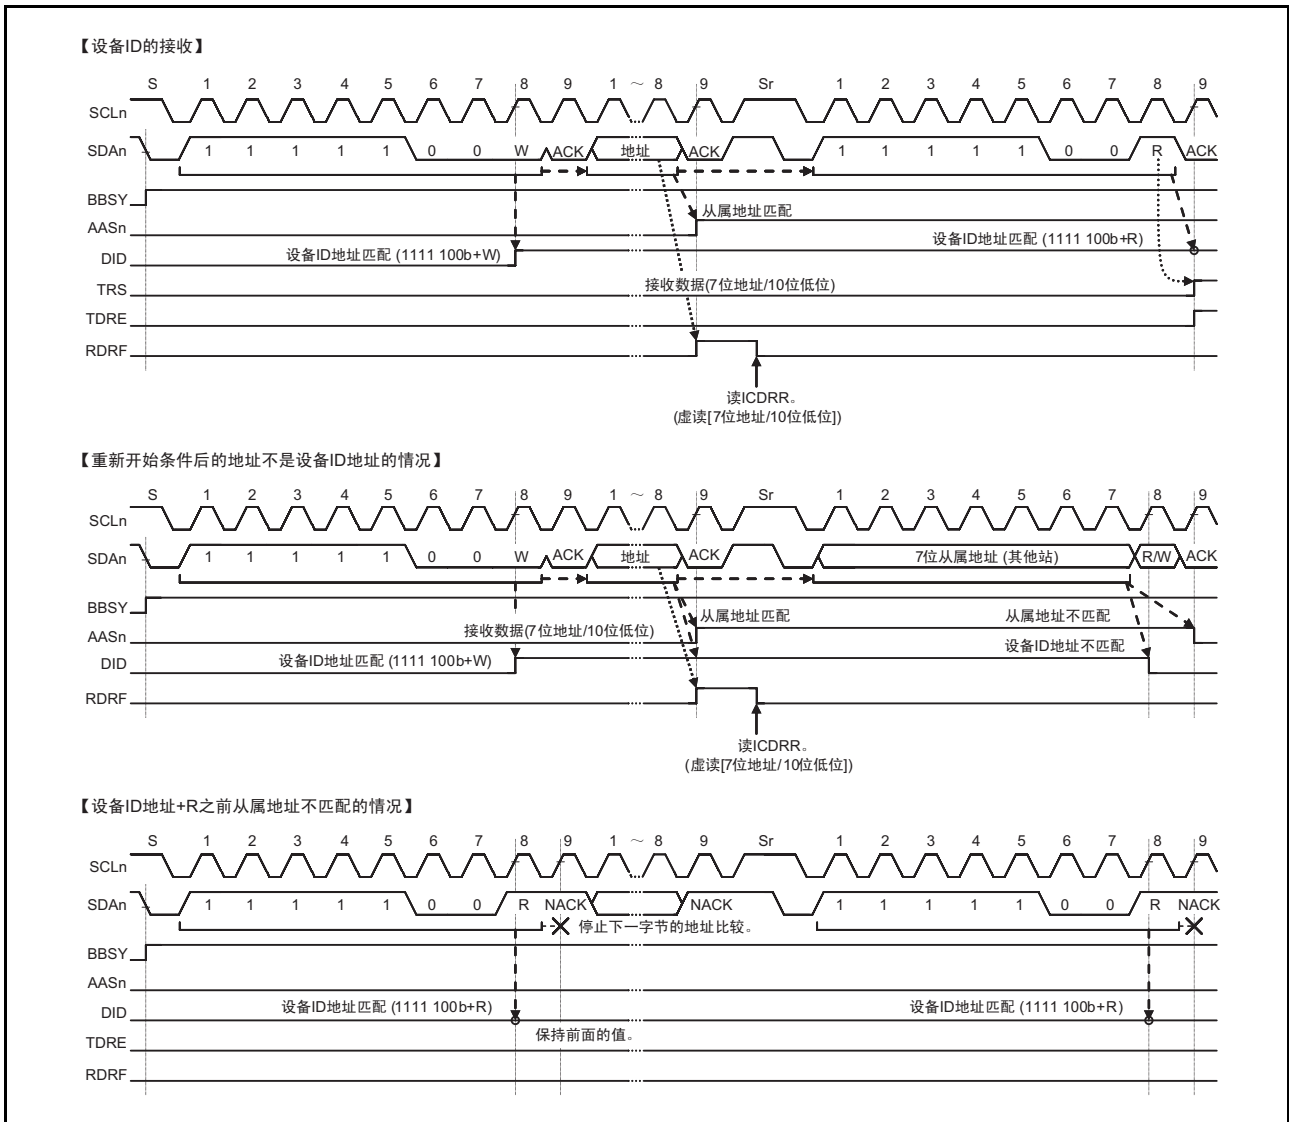 【设备ID的接收】
S 1 2 3 4 5 6 7 8 9 1 ～ 8 9 Sr 1 2 3 4 5 6 7 8 9
SCLn
SDAn 1 1 1 1 1 0 0 W ACK 地址 ACK 1 1 1 1 1 0 0 R ACK
BBSY
从属地址匹配
AASn
设备ID地址匹配 (1111 100b+R)
DID 设备ID地址匹配 (1111 100b+W)
TRS 接收数据(7位地址/10位低位)
TDRE
RDRF
读ICDRR。
(虚读[7位地址/10位低位])
【重新开始条件后的地址不是设备ID地址的情况】
S 1 2 3 4 5 6 7 8 9 1 ～ 8 9 Sr 1 2 3 4 5 6 7 8 9
SCLn
SDAn 1 1 1 1 1 0 0 W ACK 地址 ACK 7位从属地址 (其他站) R/W ACK
BBSY
从属地址匹配 从属地址不匹配
AASn 接收数据(7位地址/10位低位)
设备ID地址不匹配
DID 设备ID地址匹配 (1111 100b+W)
RDRF
读ICDRR。
(虚读[7位地址/10位低位])
【设备ID地址+R之前从属地址不匹配的情况】
S 1 2 3 4 5 6 7 8 9 1 ～ 8 9 Sr 1 2 3 4 5 6 7 8 9
SCLn
SDAn 1 1 1 1 1 0 0 R NACK NACK 1 1 1 1 1 0 0 R NACK
停止下一字节的地址比较。
BBSY
AASn
DID 设备ID地址匹配 (1111 100b+R) 设备ID地址匹配 (1111 100b+R)
保持前面的值。
TDRE
RDRF